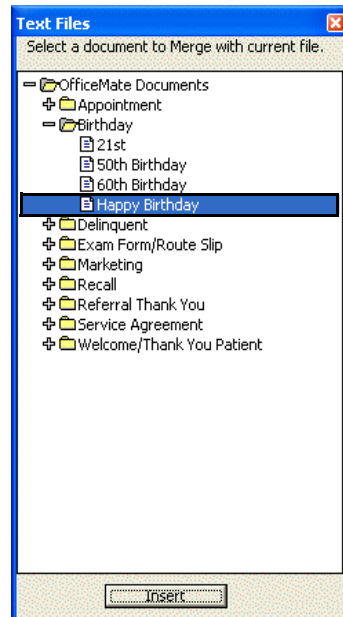 Text Files
Select a document to Merge with current file.
OfficeMate Documents
Appointment
Birthday
21st
50th Birthday
60th Birthday
Happy Birthday
Delinquent
Exam Form/Route Slip
Marketing
Recall
Referral Thank You
Service Agreement
Welcome/Thank You Patient
Insert